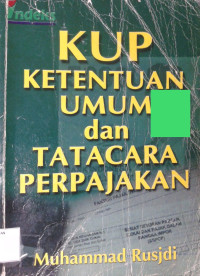 indeks
KUP
KETENTUAN
UMUM
dan
TATACARA
PERPAJAKAN
Muhammad Rusjdi